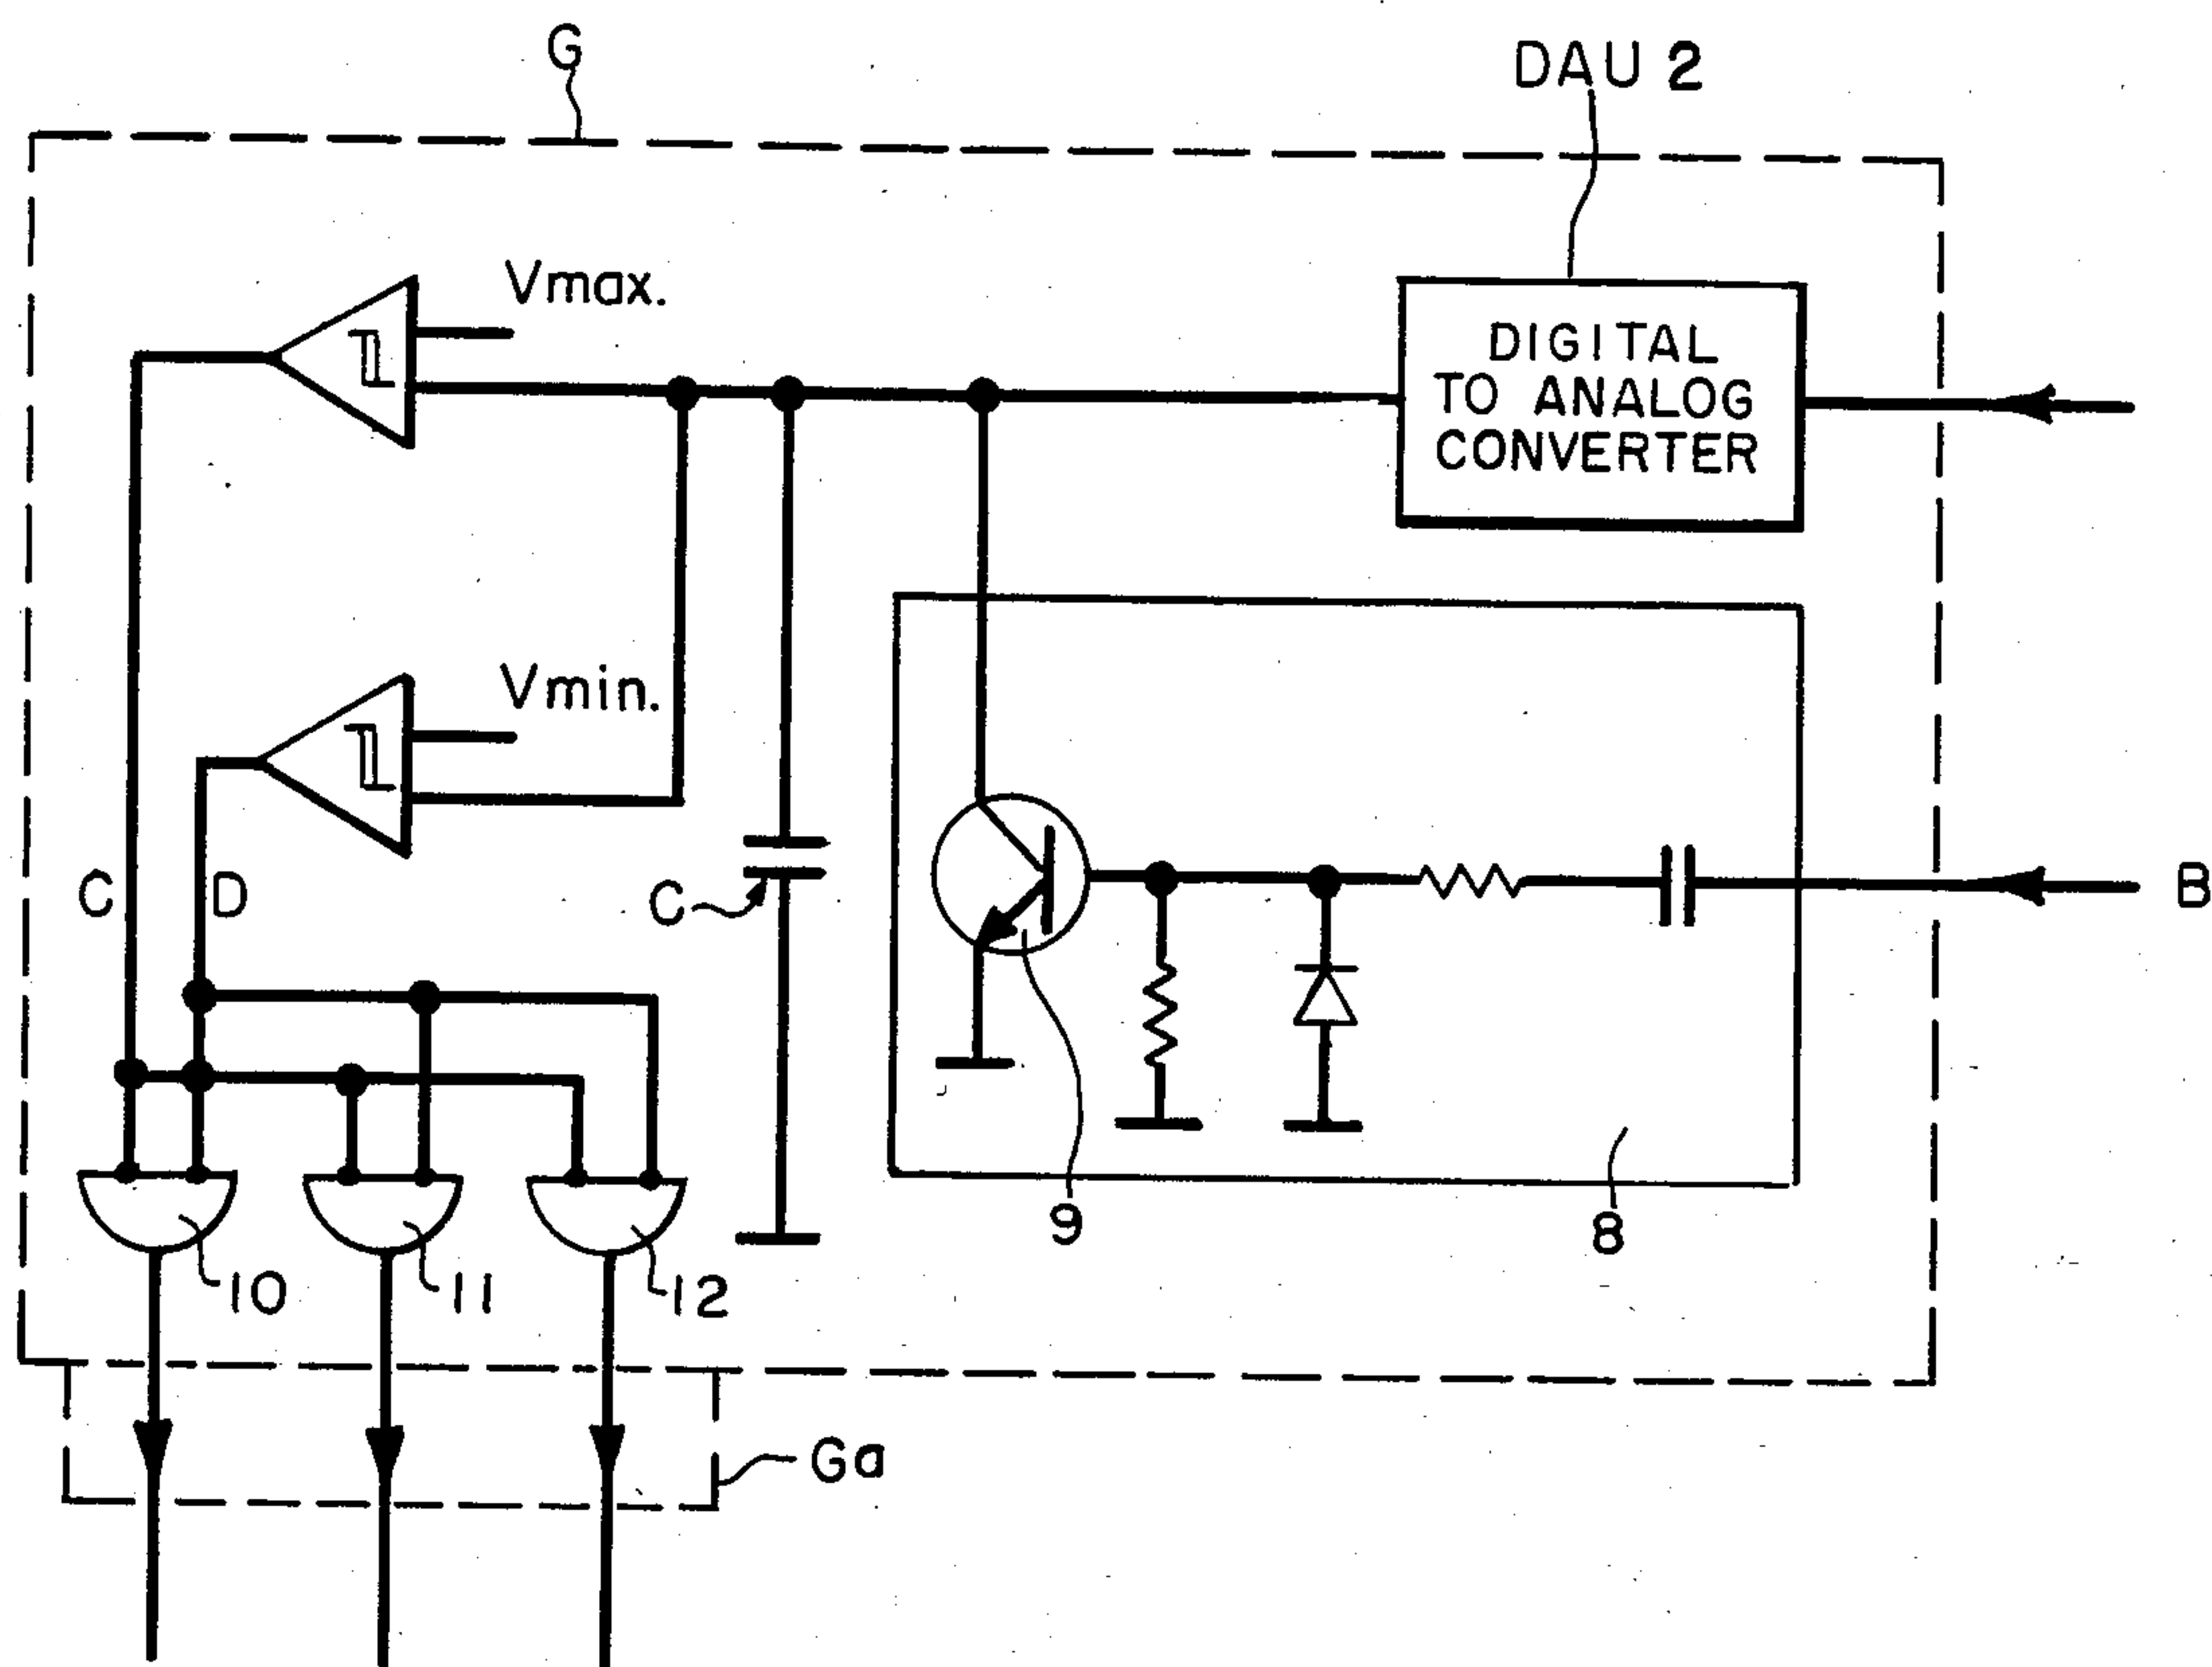 G
DAU 2
Vmax.
DIGITAL
TO ANALOG
CONVERTER
Vmin.
C
D
C
B
9
8
10
11
12
Ga